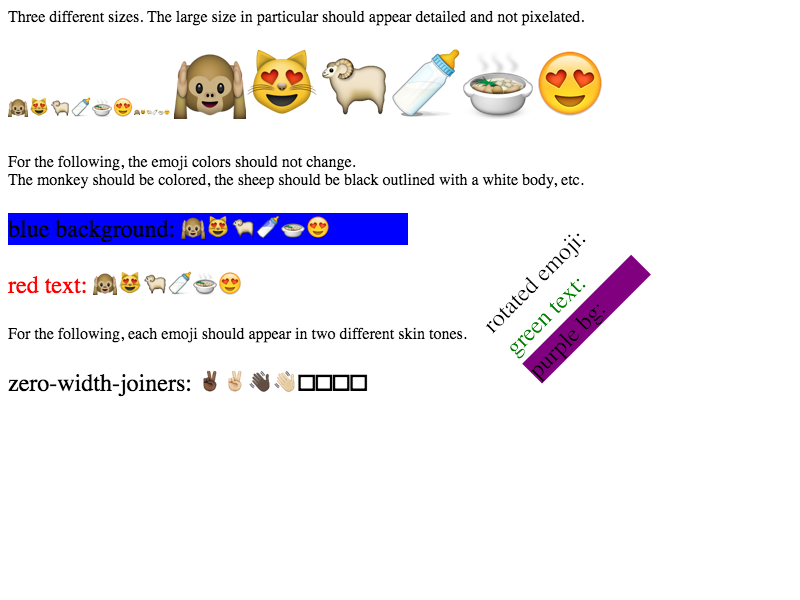 Three different sizes. The large size in particular should appear detailed and not pixelated.
🙉😻🐏🍼🍲😍🙉😻🐏🍼🍲😍🙉😻🐏🍼🍲😍
For the following, the emoji colors should not change.
The monkey should be colored, the sheep should be black outlined with a white body, etc.
blue background: 🙉😻🐏🍼🍲😍
red text: 🙉😻🐏🍼🍲😍
rotated emoji:
green text:
purple bg:
For the following, each emoji should appear in two different skin tones.
zero-width-joiners: ✌🏿✌🏻👋🏿👋🏻□□□□